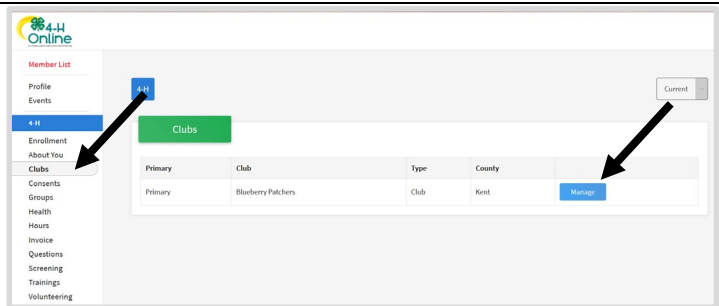 4-H
Online
Member List
Profile
Events
4-H
Enrollment
About You
Clubs
Consents
Groups
Health
Hours
Invoice
Questions
Screening
Trainings
Volunteering
4-H
Current
Clubs
Primary Club Type County
Primary Blueberry Patchers Club Kent Manage